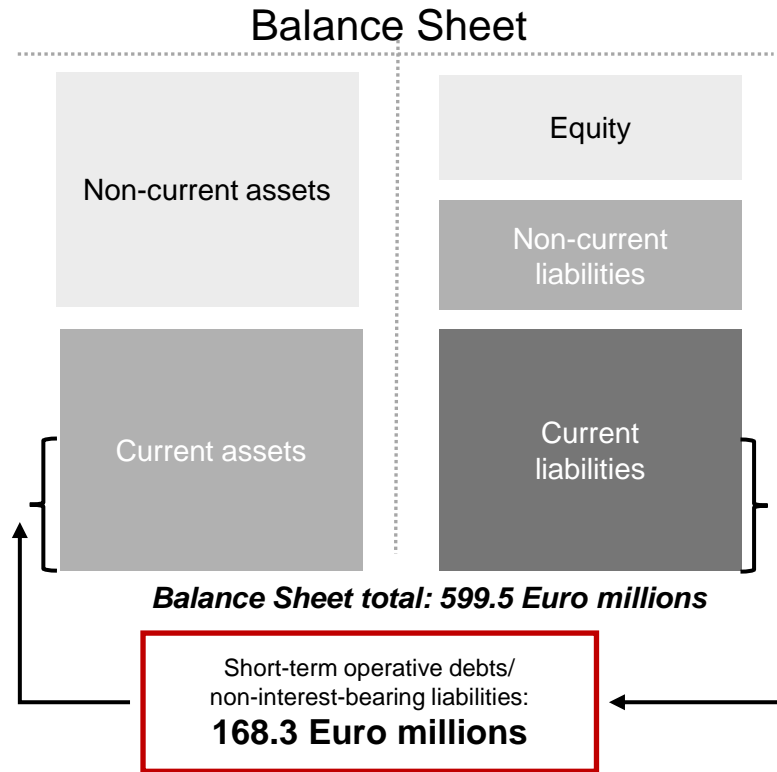 Balance Sheet
Non-current assets
Equity
Non-current
liabilities
Current assets
Current
liabilities
Balance Sheet total: 599.5 Euro millions
Short-term operative debts/
non-interest-bearing liabilities:
168.3 Euro millions